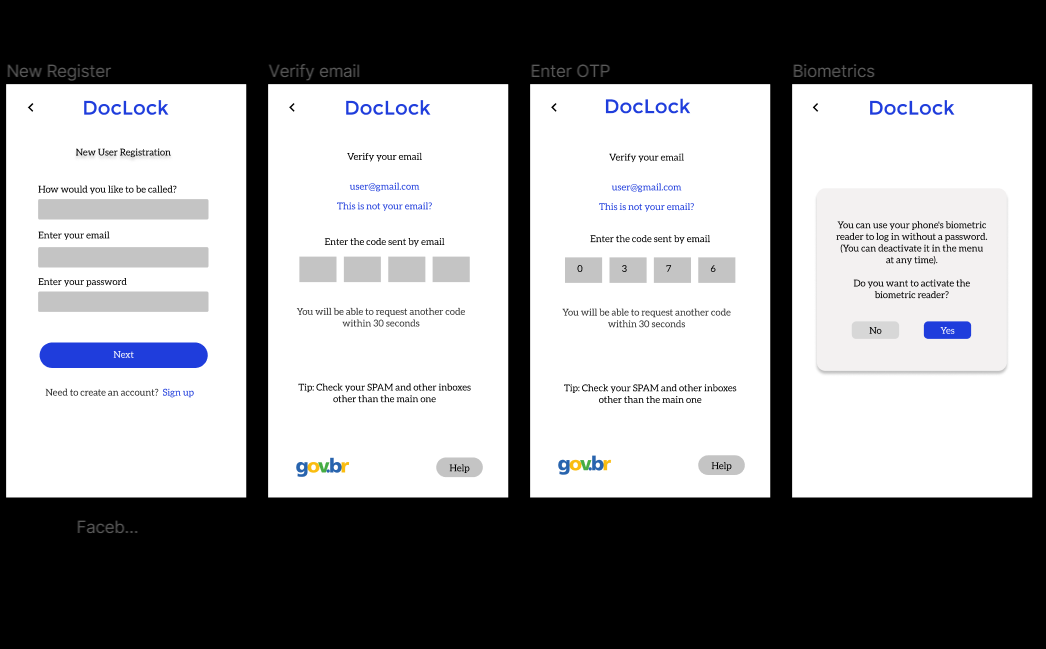 New Register
Verify email
Enter OTP
Biometrics
DocLock
New User Registration
How would you like to be called?
Enter your email
Enter your password
Next
Need to create an account? Sign up
DocLock
Verify your email
user@gmail.com
This is not your email?
Enter the code sent by email
You will be able to request another code
within 30 seconds
Tip: Check your SPAM and other inboxes
other than the main one
gov.br
Help
DocLock
Verify your email
user@gmail.com
This is not your email?
Enter the code sent by email
0 3 7 6
You will be able to request another code
within 30 seconds
Tip: Check your SPAM and other inboxes
other than the main one
gov.br
Help
DocLock
You can use your phone's biometric
reader to log in without a password.
(You can deactivate it in the menu
at any time).
Do you want to activate the
biometric reader?
No
Yes
Faceb...